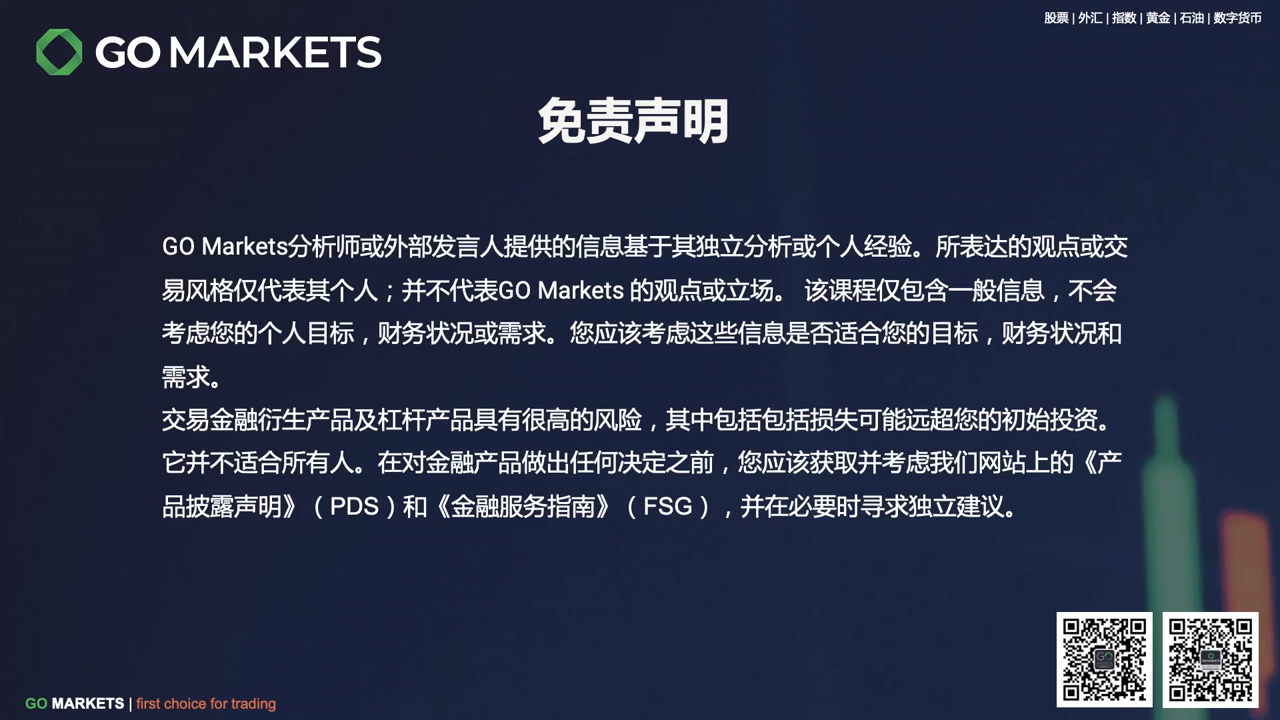 股票 | 外汇 | 指数 | 黄金 | 石油 | 数字货币
GO MARKETS
免责声明
GO Markets分析师或外部发言人提供的信息基于其独立分析或个人经验。所表达的观点或交
易风格仅代表其个人；并不代表GO Markets 的观点或立场。 该课程仅包含一般信息，不会
考虑您的个人目标，财务状况或需求。您应该考虑这些信息是否适合您的目标，财务状况和
需求。
交易金融衍生产品及杠杆产品具有很高的风险，其中包括包括损失可能远超您的初始投资。
它并不适合所有人。在对金融产品做出任何决定之前，您应该获取并考虑我们网站上的《产
品披露声明》（PDS）和《金融服务指南》（FSG），并在必要时寻求独立建议。
GO MARKETS | first choice for trading